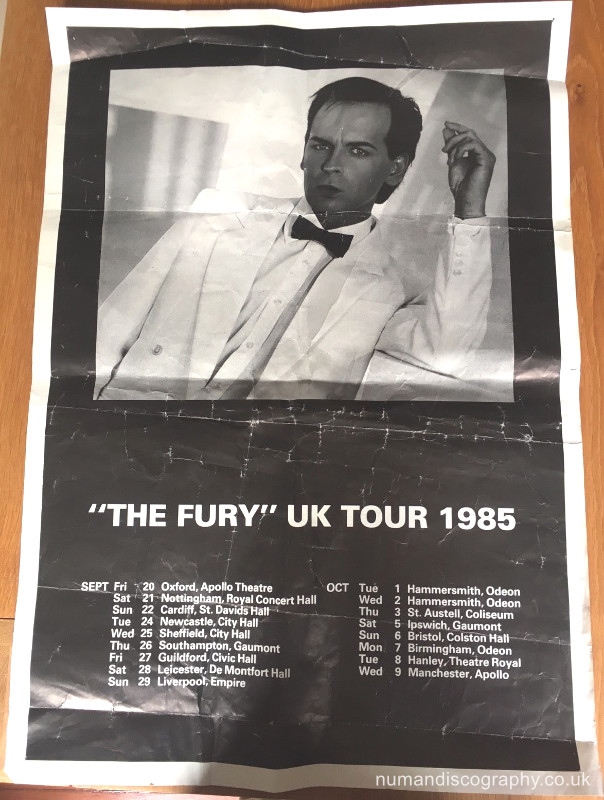 "THE FURY" UK TOUR 1985
SEPT Fri 20 Oxford, Apollo Theatre
Sat 21 Nottingham, Royal Concert Hall
Sun 22 Cardiff, St. Davids Hall
Tue 24 Newcastle, City Hall
Wed 25 Sheffield, City Hall
Thu 26 Southampton, Gaumont
Fri 27 Guildford, Civic Hall
Sat 28 Leicester, De Montfort Hall
Sun 29 Liverpool, Empire
OCT Tue 1 Hammersmith, Odeon
Wed 2 Hammersmith, Odeon
Thu 3 St. Austell, Coliseum
Sat 5 Ipswich, Gaumont
Sun 6 Bristol, Colston Hall
Mon 7 Birmingham, Odeon
Tue 8 Hanley, Theatre Royal
Wed 9 Manchester, Apollo
numandiscography.co.uk